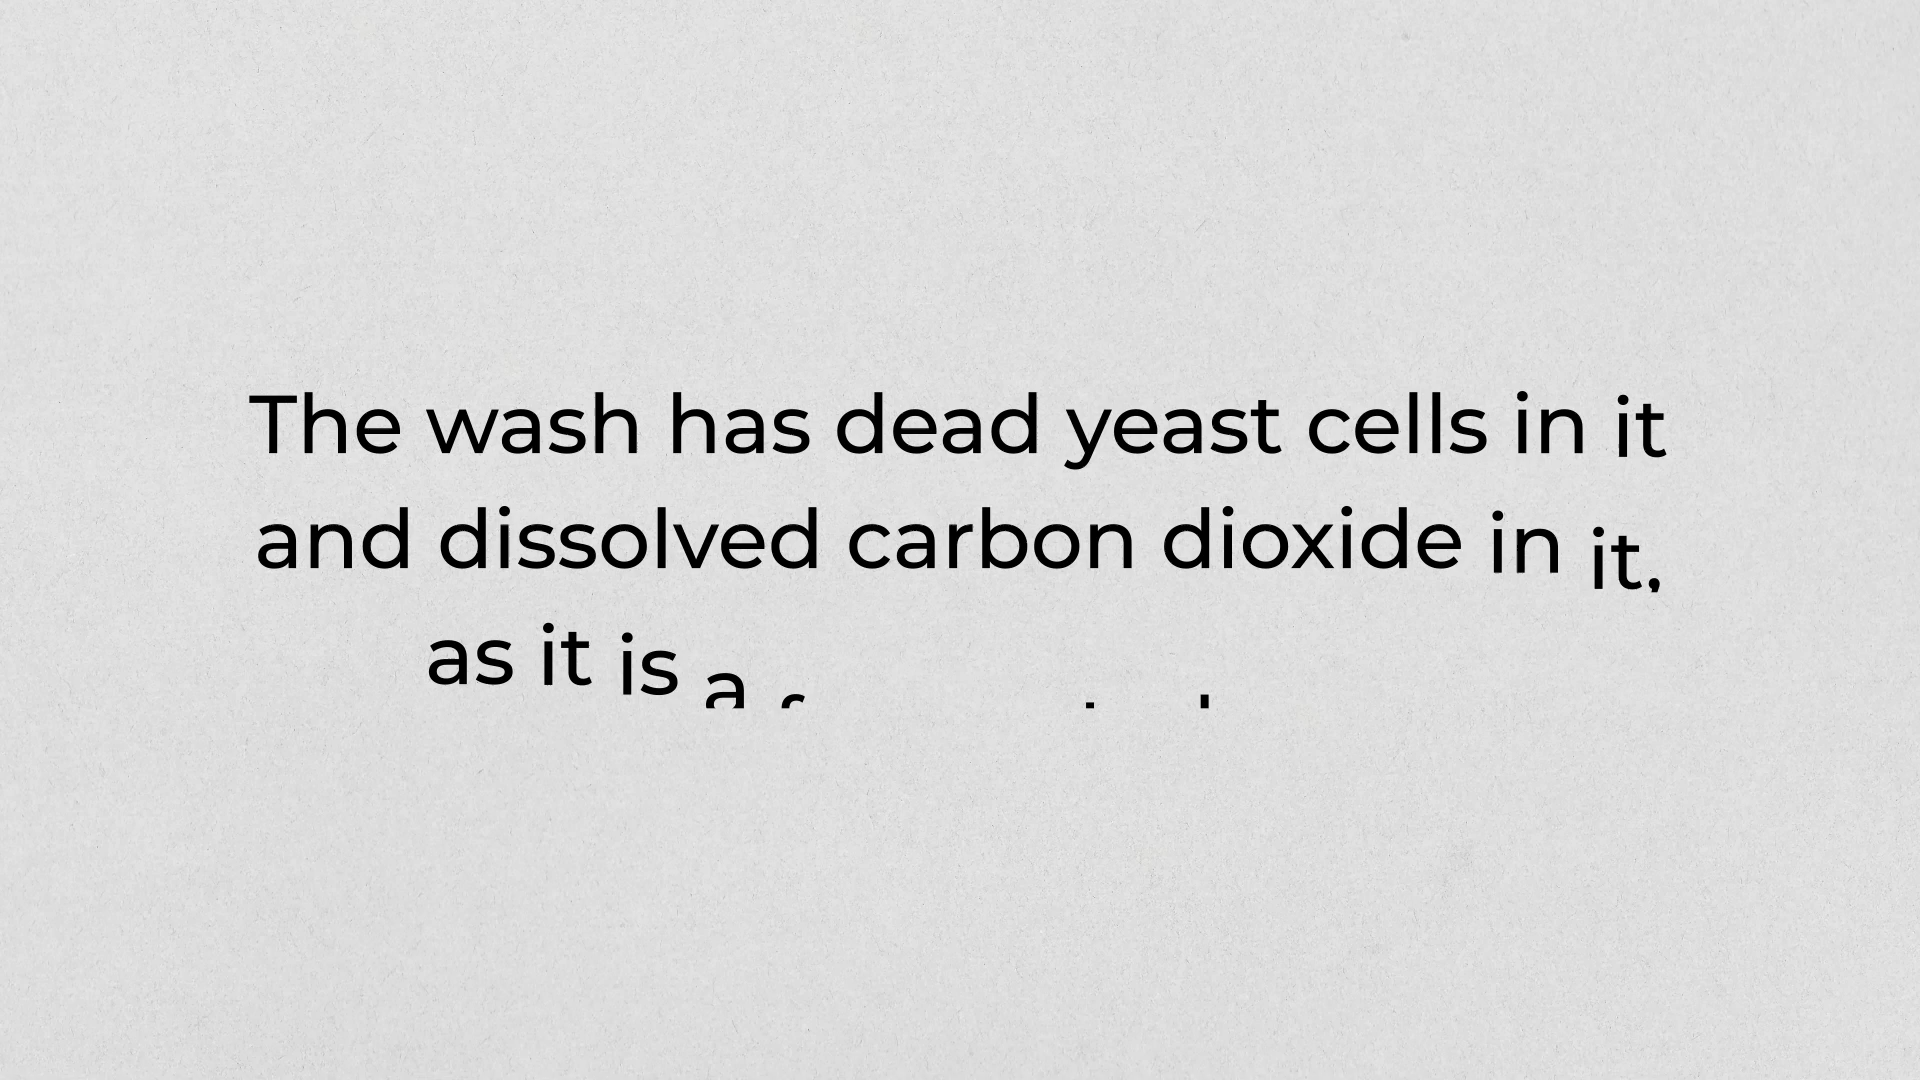 The wash has dead yeast cells in it
and dissolved carbon dioxide in it,
as it is a